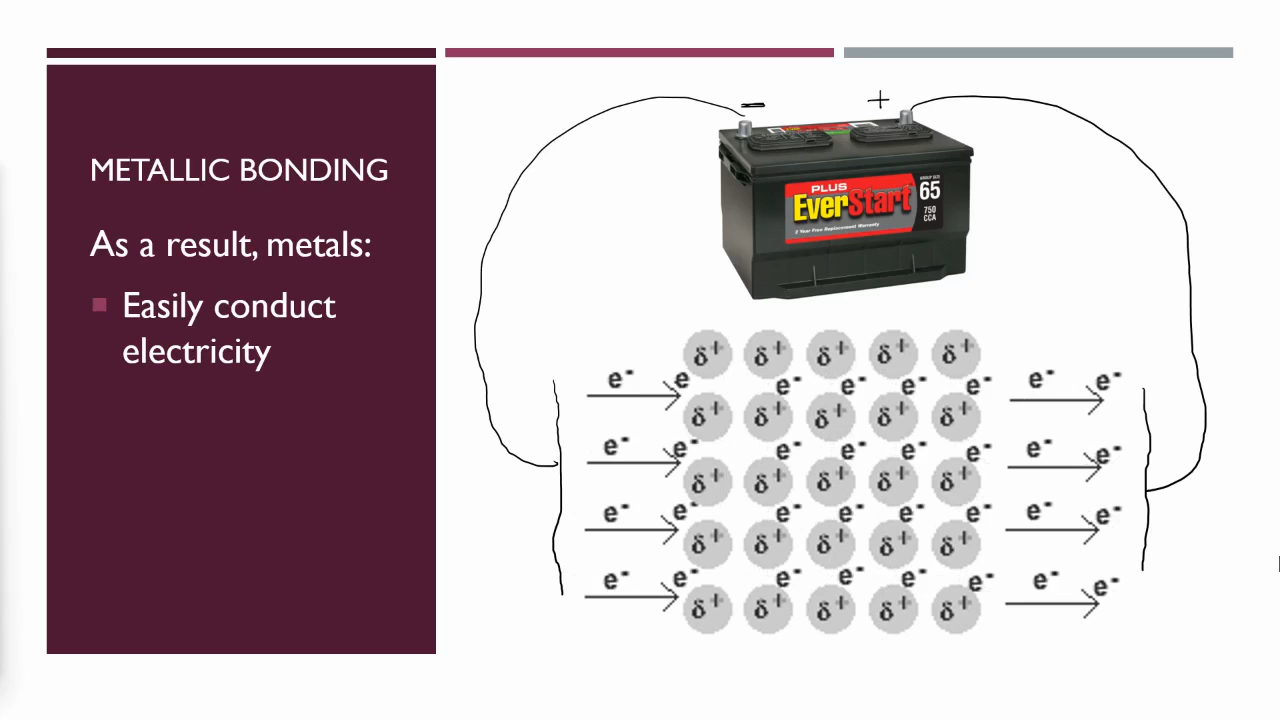 METALLIC BONDING
As a result, metals:
Easily conduct
electricity
− +
PLUS
EverStart
GROUP SIZE
65
750
CCA
2 Year Free Replacement Warranty
δ+ δ+ δ+ δ+ δ+
e- e- e- e- e- e- e- e-
δ+ δ+ δ+ δ+ δ+
e- e- e- e- e- e- e- e-
δ+ δ+ δ+ δ+ δ+
e- e- e- e- e- e- e- e-
δ+ δ+ δ+ δ+ δ+
e- e- e- e- e- e- e- e-
δ+ δ+ δ+ δ+ δ+